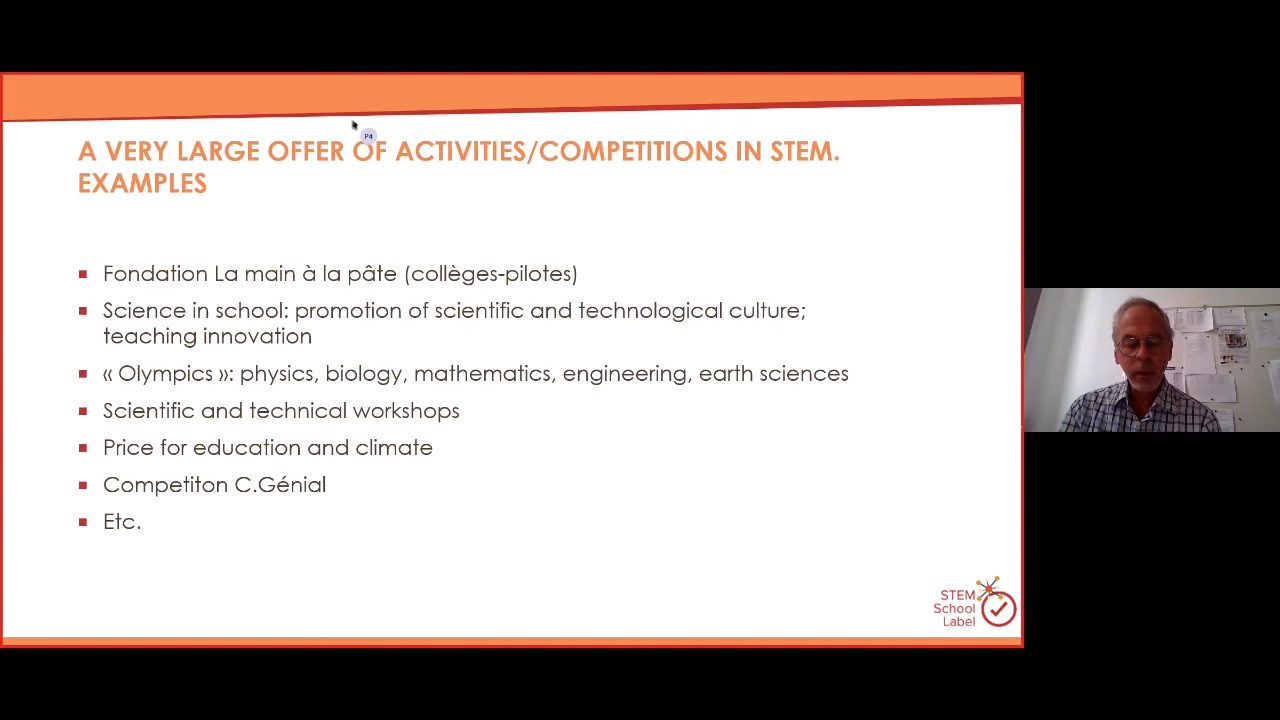 P4
A VERY LARGE OFFER OF ACTIVITIES/COMPETITIONS IN STEM.
EXAMPLES
Fondation La main à la pâte (collèges-pilotes)
Science in school: promotion of scientific and technological culture;
teaching innovation
« Olympics »: physics, biology, mathematics, engineering, earth sciences
Scientific and technical workshops
Price for education and climate
Competiton C.Génial
Etc.
STEM
School
Label